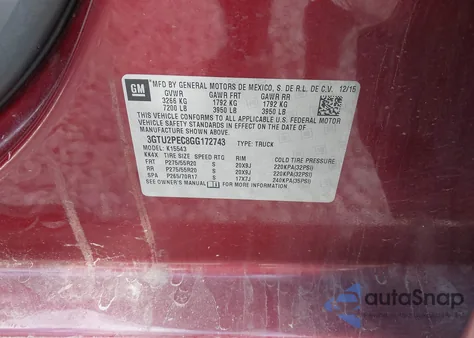 GM
MFD BY GENERAL MOTORS DE MEXICO, S. DE R.L. DE C.V. 12/15
GVWR GAWR FRT GAWR RR
3266 KG 1792 KG 1792 KG
7200 LB 3950 LB 3950 LB
THIS VEHICLE CONFORMS TO ALL APPLICABLE U.S. FEDERAL MOTOR
VEHICLE SAFETY AND THEFT PREVENTION STANDARDS IN EFFECT ON THE DATE OF
MANUFACTURE SHOWN ABOVE.
3GTU2PEC8GG172743 TYPE: TRUCK
MODEL: K15543
TIRE SIZE SPEED RTG RIM COLD TIRE PRESSURE
FRT P275/55R20 S 20X9J 220KPA(32PSI)
RR P275/55R20 S 20X9J 220KPA(32PSI)
SPA P265/70R17 S 17X7J 240KPA(35PSI)
SEE OWNER'S MANUAL FOR MORE INFORMATION.
autoSnap